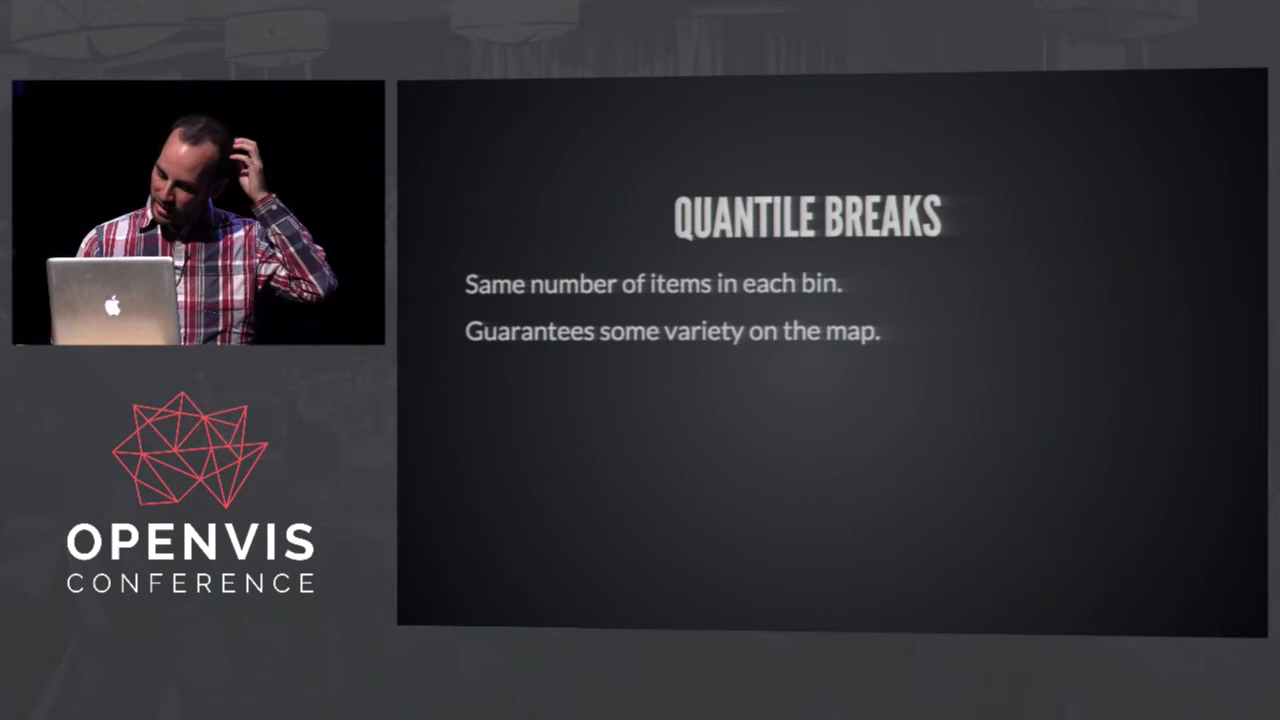 QUANTILE BREAKS
Same number of items in each bin.
Guarantees some variety on the map.
OPENVIS
CONFERENCE